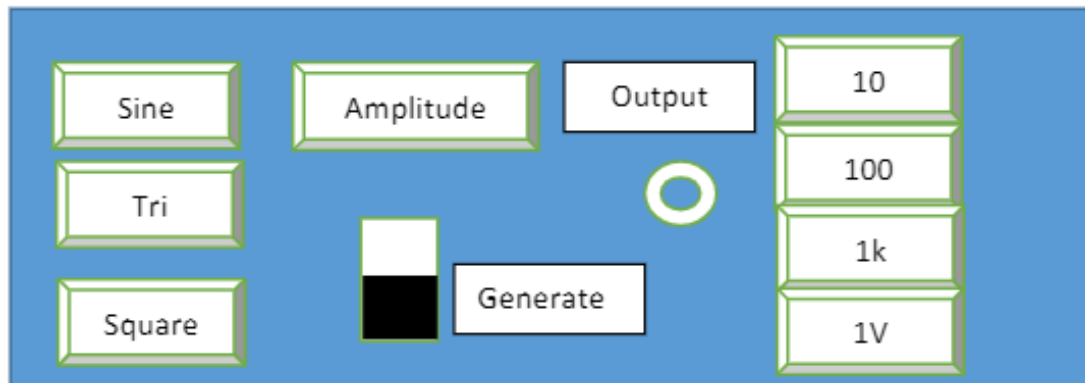 Sine
Amplitude
Output
10
Tri
100
1k
Square
Generate
1V